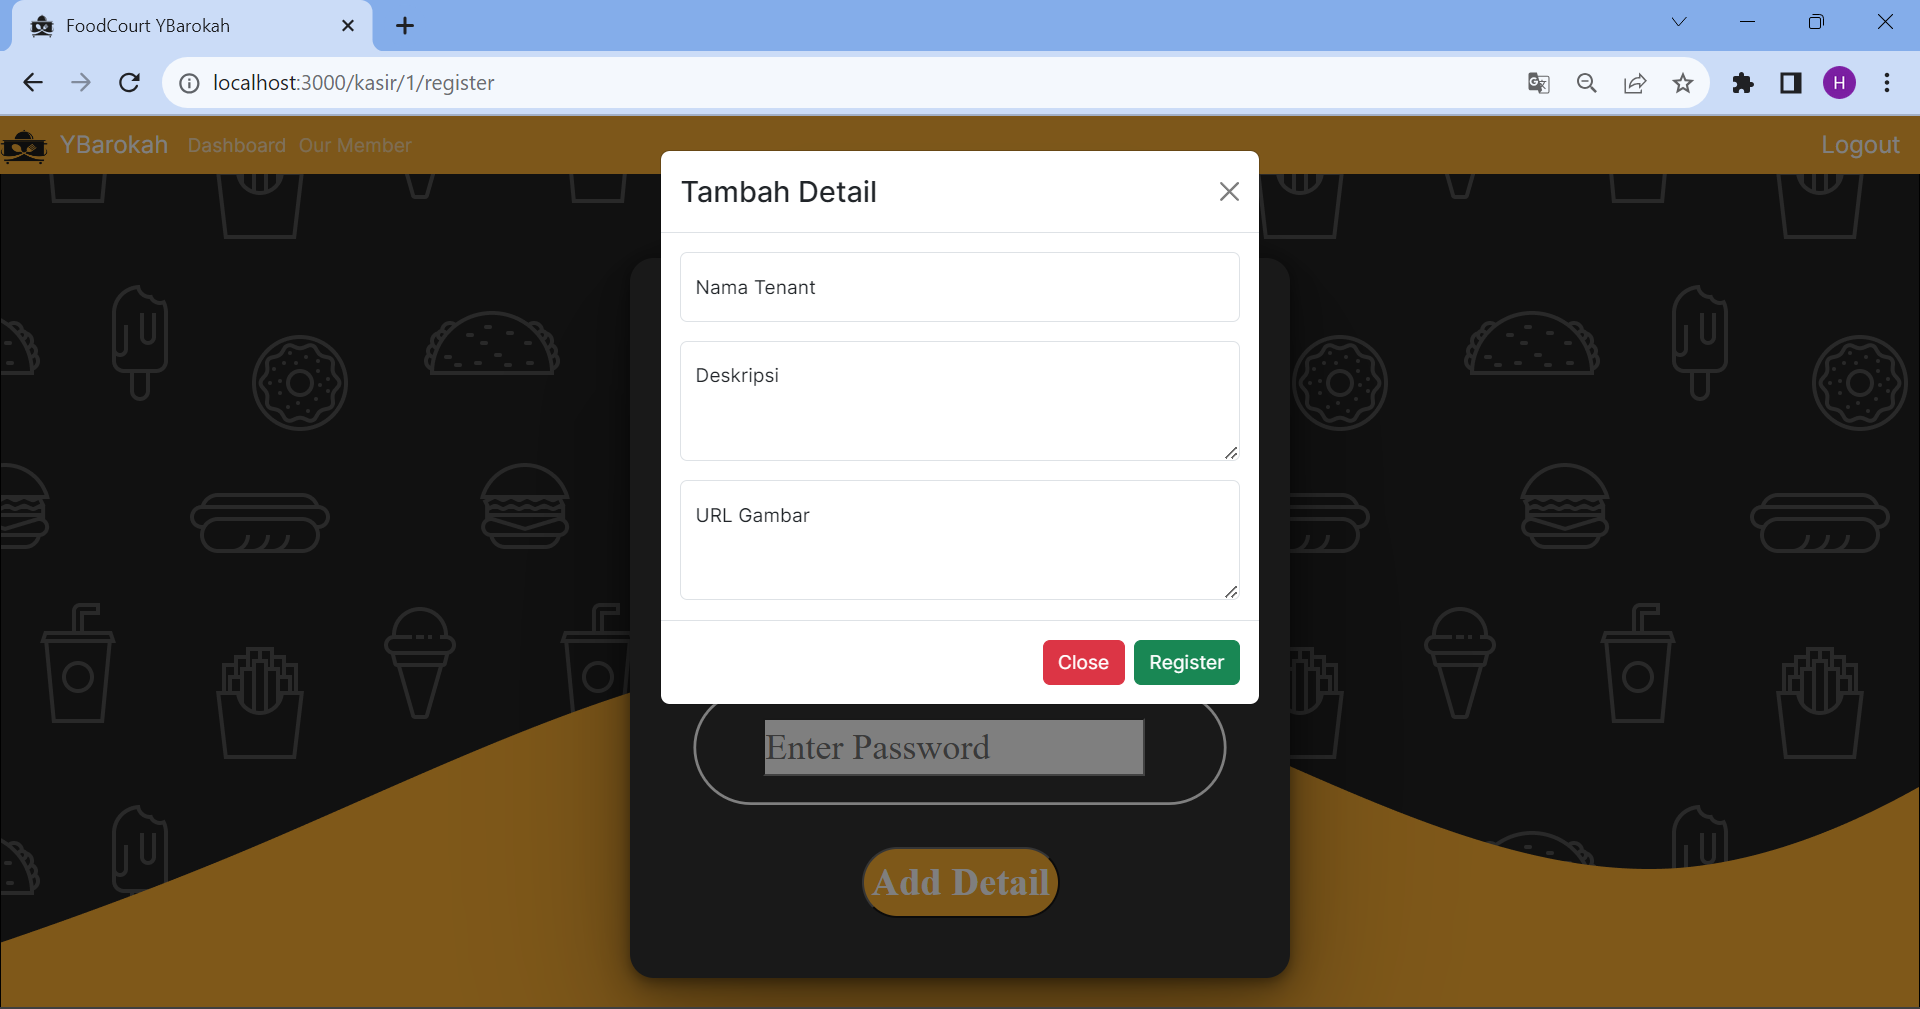 FoodCourt YBarokah
localhost:3000/kasir/1/register
H
YBarokah Dashboard Our Member Logout
Tambah Detail
Nama Tenant
Deskripsi
URL Gambar
Close Register
Enter Password
Add Detail